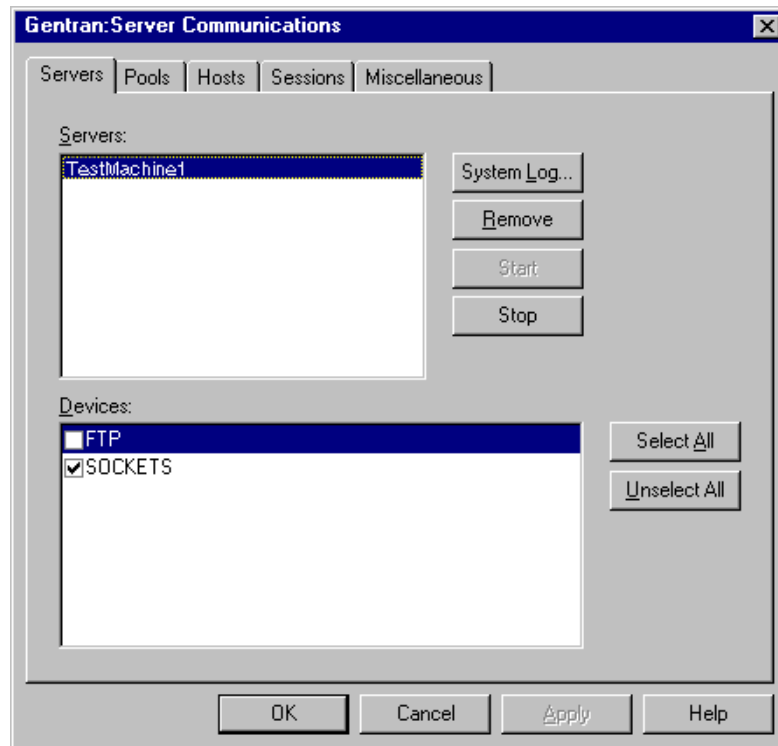 Gentran:Server Communications
Servers Pools Hosts Sessions Miscellaneous
Servers:
TestMachine1
System Log...
Remove
Start
Stop
Devices:
FTP
SOCKETS
Select All
Unselect All
OK Cancel Apply Help